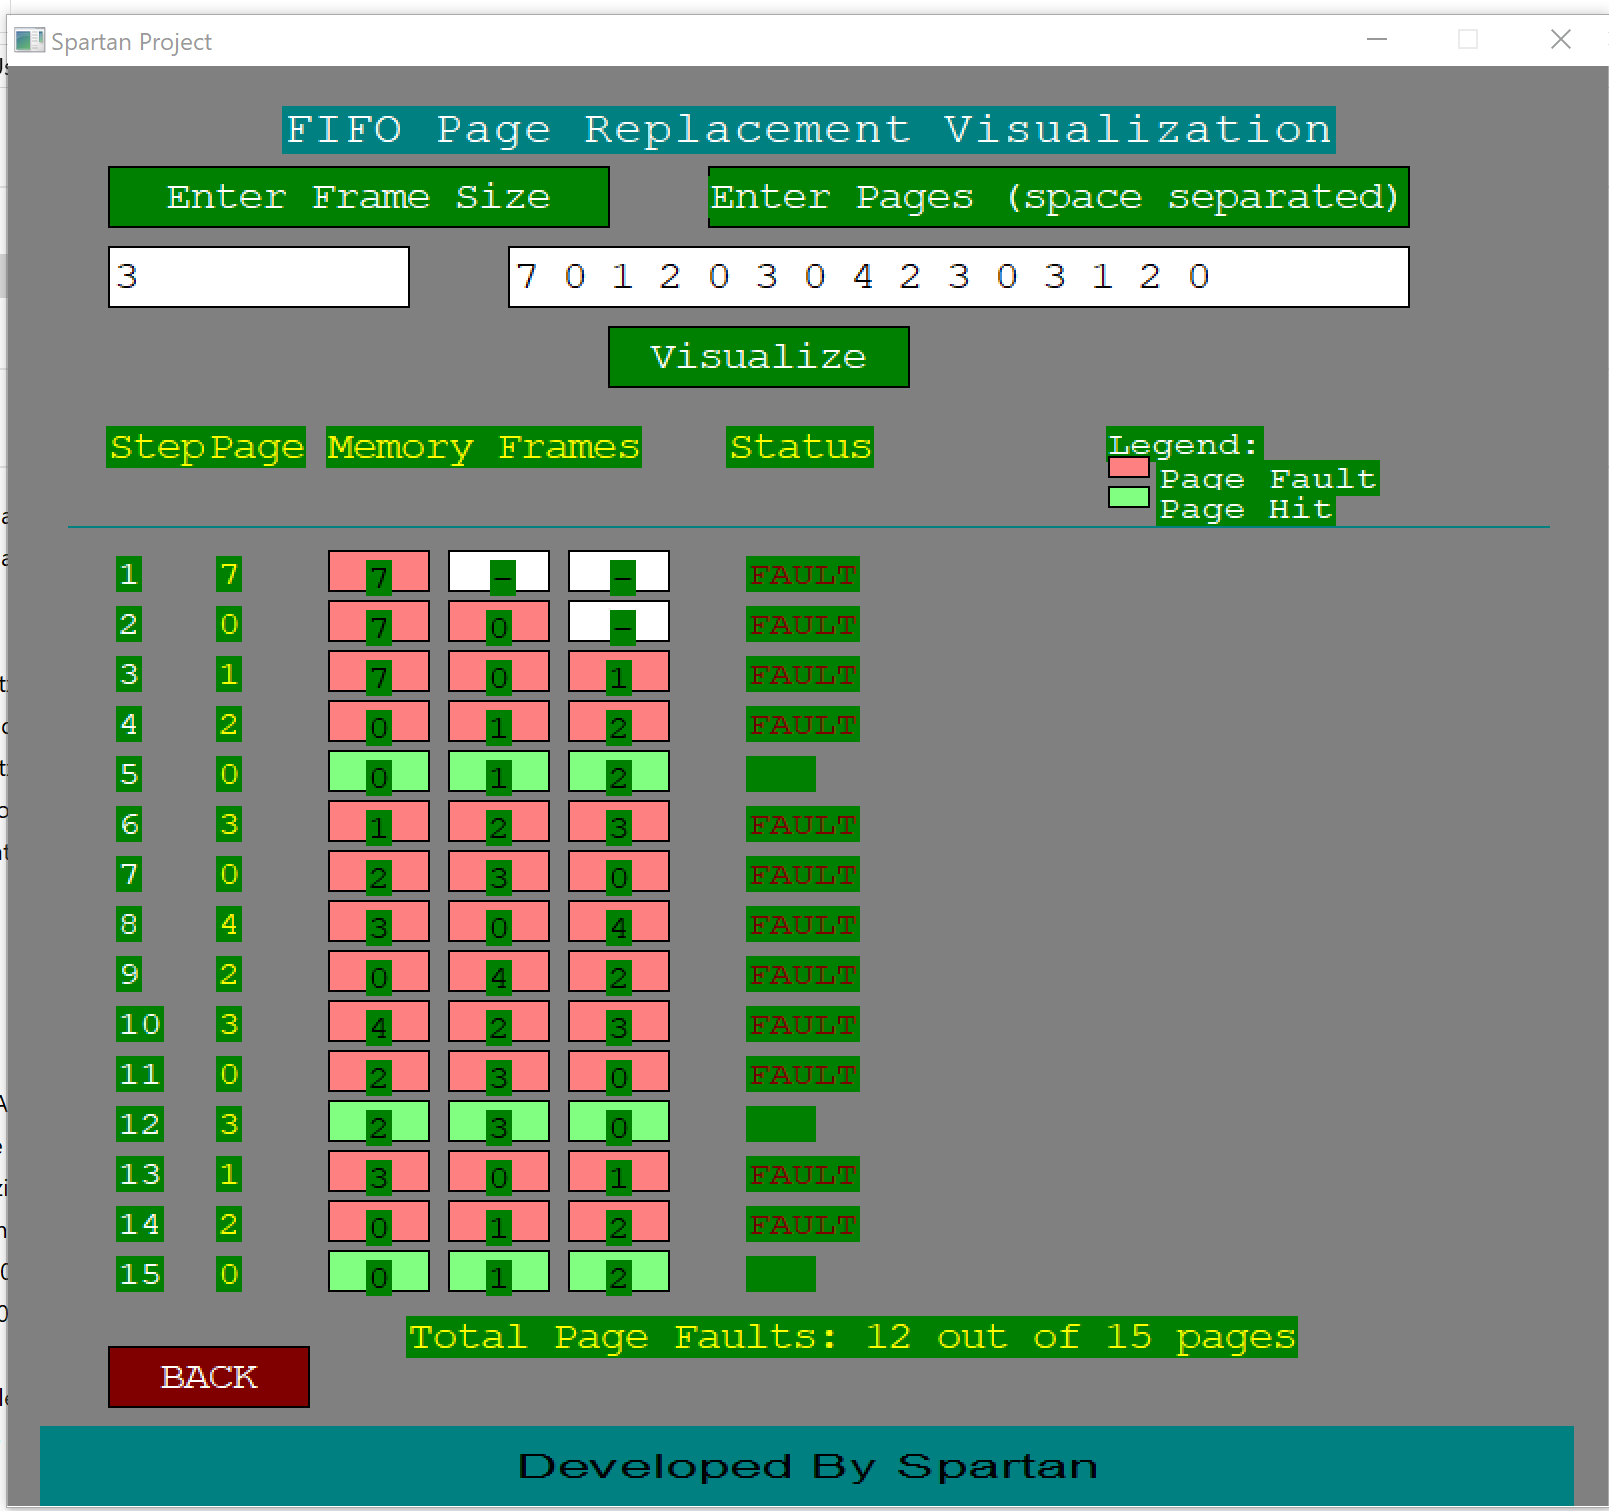 Spartan Project
FIFO Page Replacement Visualization
Enter Frame Size Enter Pages (space separated)
3 7 0 1 2 0 3 0 4 2 3 0 3 1 2 0
Visualize
Step Page Memory Frames Status Legend:
Page Fault
Page Hit
1 7 7 - - FAULT
2 0 7 0 - FAULT
3 1 7 0 1 FAULT
4 2 0 1 2 FAULT
5 0 0 1 2
6 3 1 2 3 FAULT
7 0 2 3 0 FAULT
8 4 3 0 4 FAULT
9 2 0 4 2 FAULT
10 3 4 2 3 FAULT
11 0 2 3 0 FAULT
12 3 2 3 0
13 1 3 0 1 FAULT
14 2 0 1 2 FAULT
15 0 0 1 2
Total Page Faults: 12 out of 15 pages
BACK
Developed By Spartan